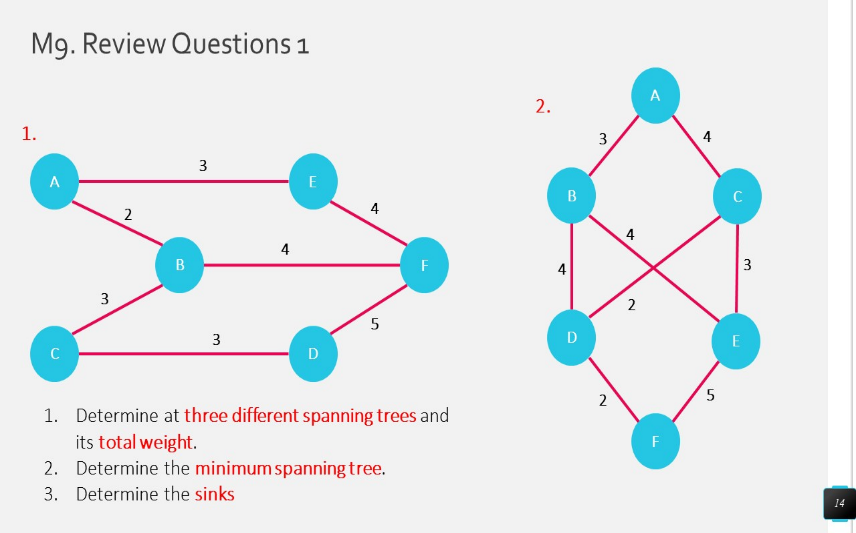 M9. Review Questions 1
1.
A
3
E
2
4
B
4
F
3
3
5
C
D
2.
A
3
4
B
C
4
4
3
2
D
E
2
5
F
1. Determine at three different spanning trees and
its total weight.
2. Determine the minimum spanning tree.
3. Determine the sinks
14